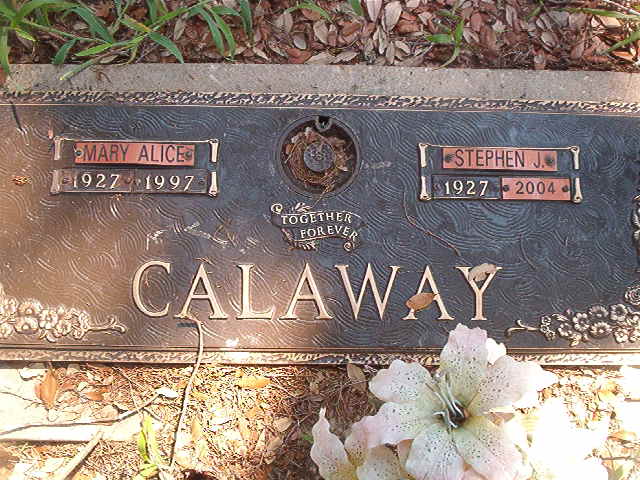 MARY ALICE
1927 1997
STEPHEN J.
1927 2004
TOGETHER
FOREVER
CALAWAY